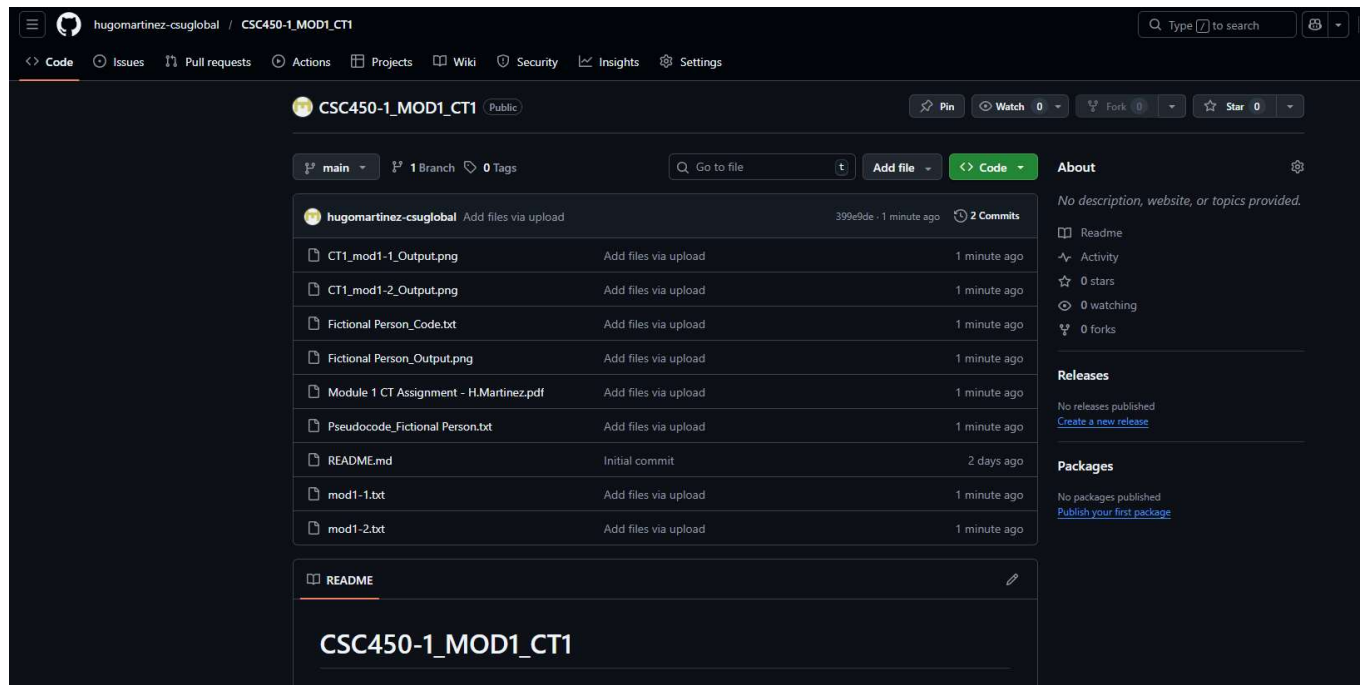 hugomartinez-csuglobal / CSC450-1_MOD1_CT1
Type / to search
Code Issues Pull requests Actions Projects Wiki Security Insights Settings
CSC450-1_MOD1_CT1 Public
Pin Watch 0 Fork 0 Star 0
main 1 Branch 0 Tags Go to file t Add file Code
hugomartinez-csuglobal Add files via upload 399e9de · 1 minute ago 2 Commits
CT1_mod1-1_Output.png Add files via upload 1 minute ago
CT1_mod1-2_Output.png Add files via upload 1 minute ago
Fictional Person_Code.txt Add files via upload 1 minute ago
Fictional Person_Output.png Add files via upload 1 minute ago
Module 1 CT Assignment - H.Martinez.pdf Add files via upload 1 minute ago
Pseudocode_Fictional Person.txt Add files via upload 1 minute ago
README.md Initial commit 2 days ago
mod1-1.txt Add files via upload 1 minute ago
mod1-2.txt Add files via upload 1 minute ago
README
CSC450-1_MOD1_CT1
About
No description, website, or topics provided.
Readme
Activity
0 stars
0 watching
0 forks
Releases
No releases published
Create a new release
Packages
No packages published
Publish your first package